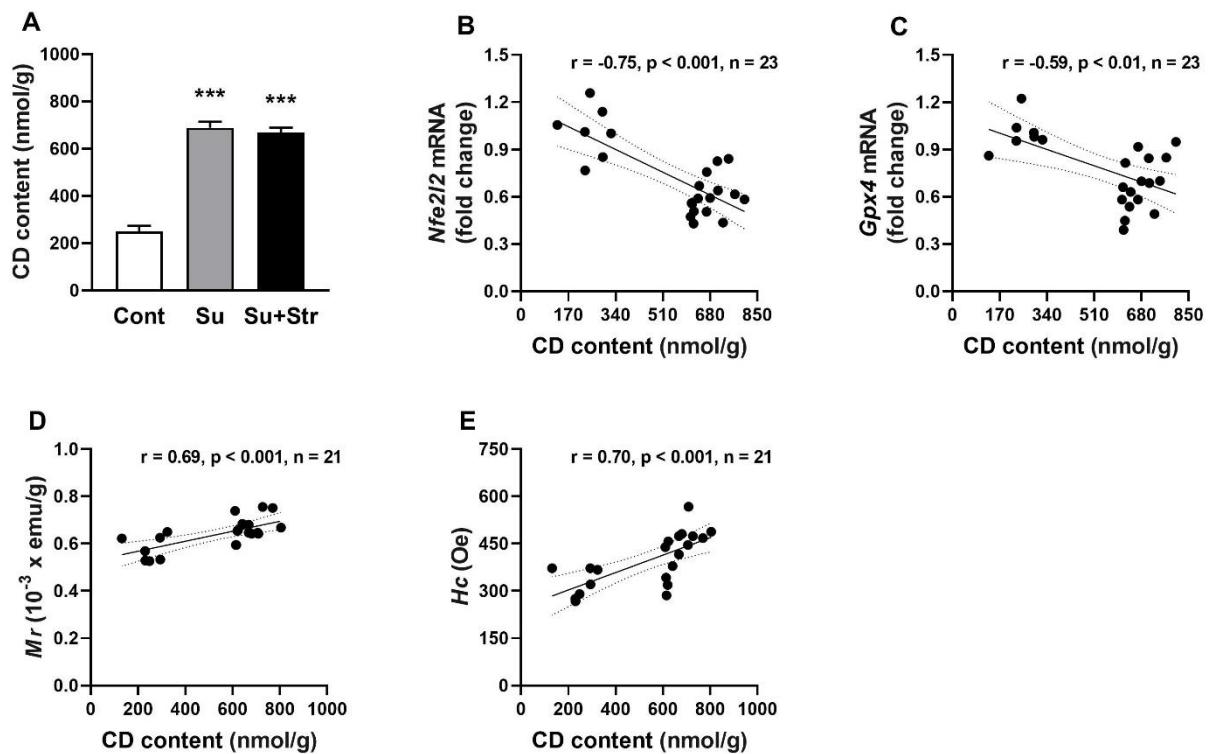 A
CD content (nmol/g)
1000
800
600
400
200
0
***
***
Cont
Su
Su+Str
B
r = -0.75, p < 0.001, n = 23
Nfe2l2 mRNA
(fold change)
1.5
1.2
0.9
0.6
0.3
0.0
0 170 340 510 680 850
CD content (nmol/g)
C
r = -0.59, p < 0.01, n = 23
Gpx4 mRNA
(fold change)
1.5
1.2
0.9
0.6
0.3
0.0
0 170 340 510 680 850
CD content (nmol/g)
D
r = 0.69, p < 0.001, n = 21
Mr (10⁻³ x emu/g)
1.0
0.8
0.6
0.4
0.2
0.0
0 200 400 600 800 1000
CD content (nmol/g)
E
r = 0.70, p < 0.001, n = 21
Hc (Oe)
750
600
450
300
150
0
0 200 400 600 800 1000
CD content (nmol/g)